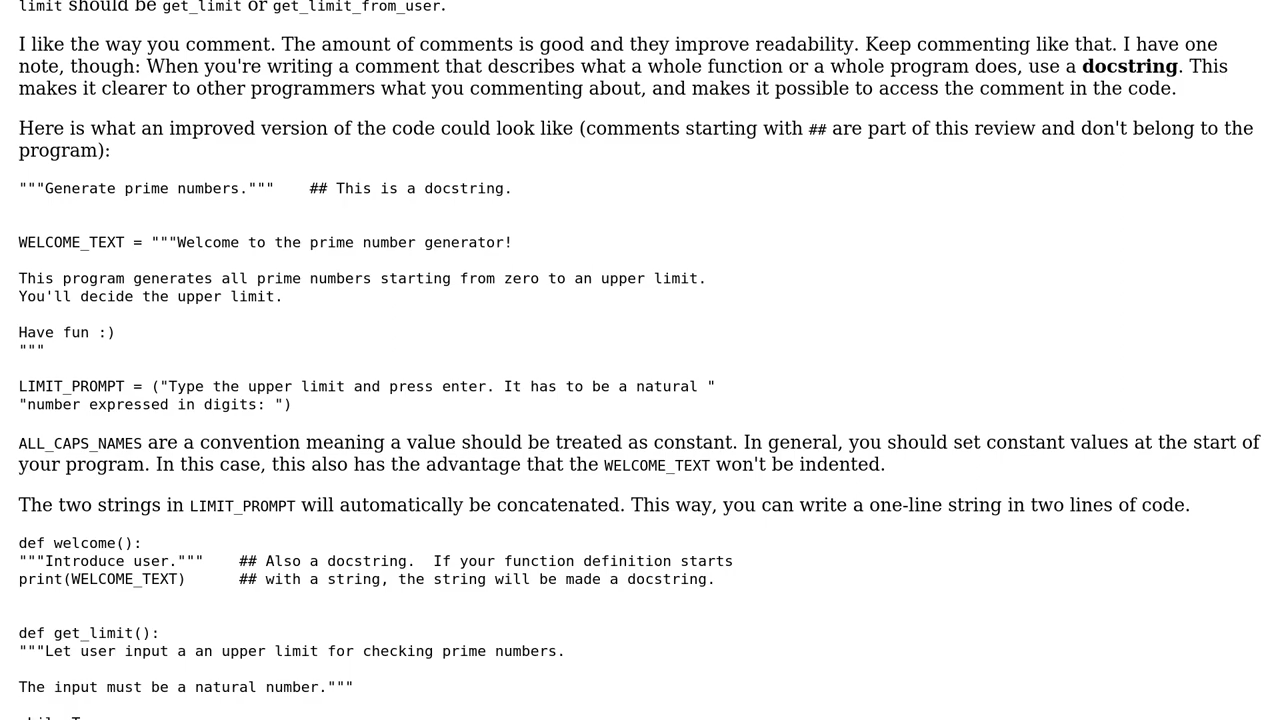 limit should be get_limit or get_limit_from_user.
I like the way you comment. The amount of comments is good and they improve readability. Keep commenting like that. I have one
note, though: When you're writing a comment that describes what a whole function or a whole program does, use a docstring. This
makes it clearer to other programmers what you commenting about, and makes it possible to access the comment in the code.
Here is what an improved version of the code could look like (comments starting with ## are part of this review and don't belong to the
program):
"""Generate prime numbers."""    ## This is a docstring.
WELCOME_TEXT = """Welcome to the prime number generator!
This program generates all prime numbers starting from zero to an upper limit.
You'll decide the upper limit.
Have fun :)
"""
LIMIT_PROMPT = ("Type the upper limit and press enter. It has to be a natural "
"number expressed in digits: ")
ALL_CAPS_NAMES are a convention meaning a value should be treated as constant. In general, you should set constant values at the start of
your program. In this case, this also has the advantage that the WELCOME_TEXT won't be indented.
The two strings in LIMIT_PROMPT will automatically be concatenated. This way, you can write a one-line string in two lines of code.
def welcome():
"""Introduce user."""    ## Also a docstring.  If your function definition starts
print(WELCOME_TEXT)      ## with a string, the string will be made a docstring.
def get_limit():
"""Let user input a an upper limit for checking prime numbers.
The input must be a natural number."""